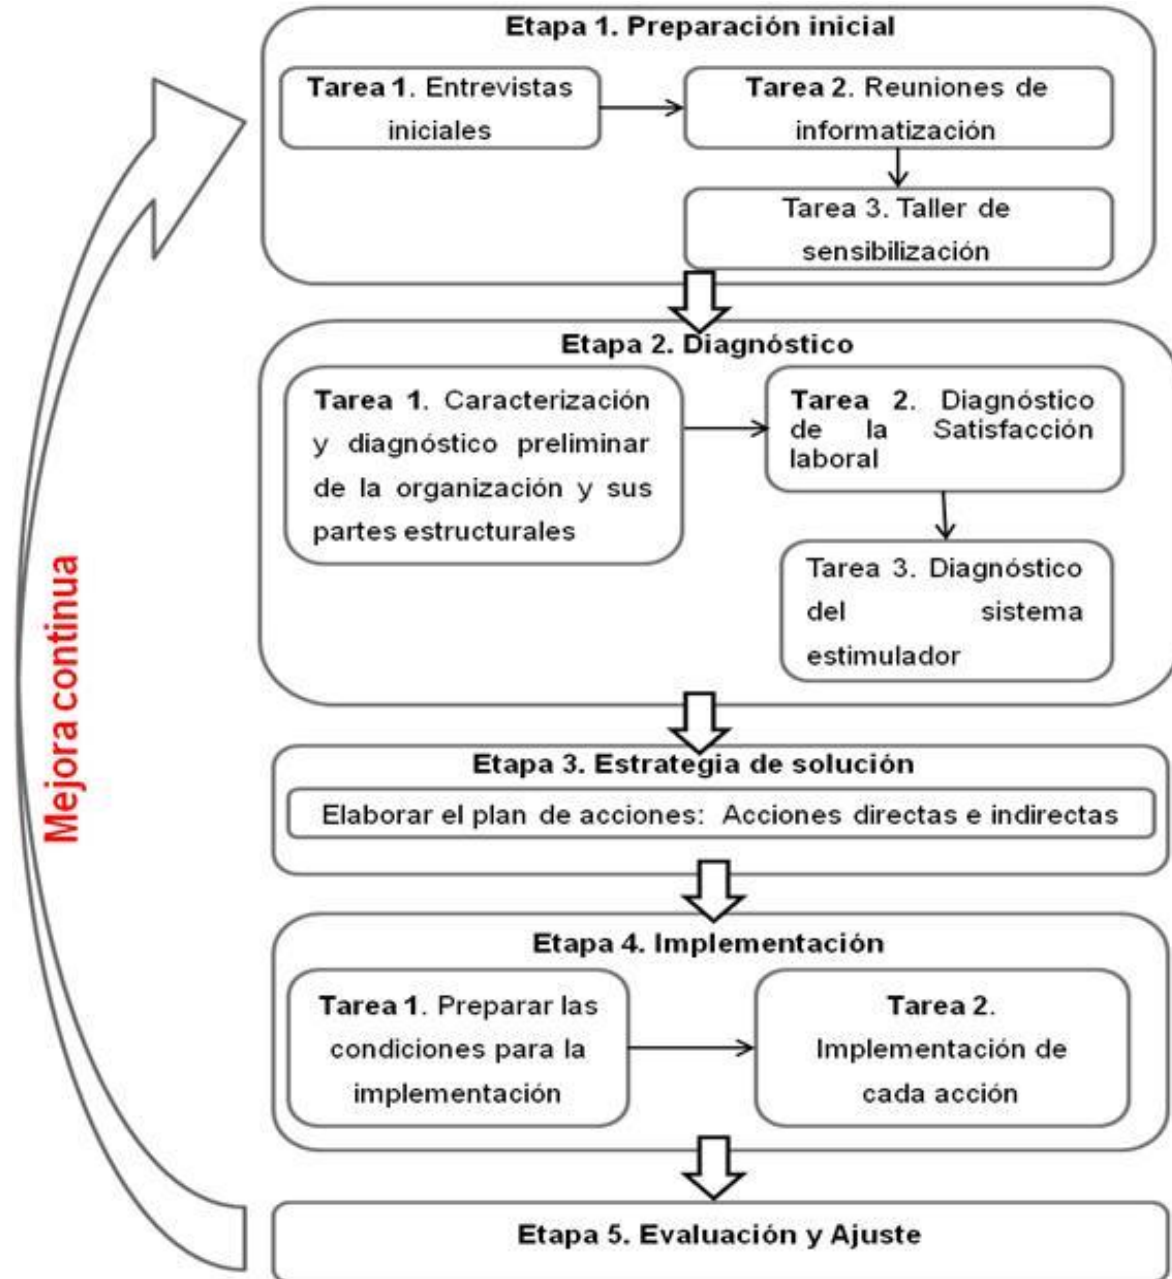 Etapa 1. Preparación inicial
Tarea 1. Entrevistas
iniciales
Tarea 2. Reuniones de
informatización
Tarea 3. Taller de
sensibilización
Etapa 2. Diagnóstico
Tarea 1. Caracterización
y diagnóstico preliminar
de la organización y sus
partes estructurales
Tarea 2. Diagnóstico
de la Satisfacción
laboral
Tarea 3. Diagnóstico
del sistema
estimulador
Mejora continua
Etapa 3. Estrategia de solución
Elaborar el plan de acciones: Acciones directas e indirectas
Etapa 4. Implementación
Tarea 1. Preparar las
condiciones para la
implementación
Tarea 2.
Implementación de
cada acción
Etapa 5. Evaluación y Ajuste